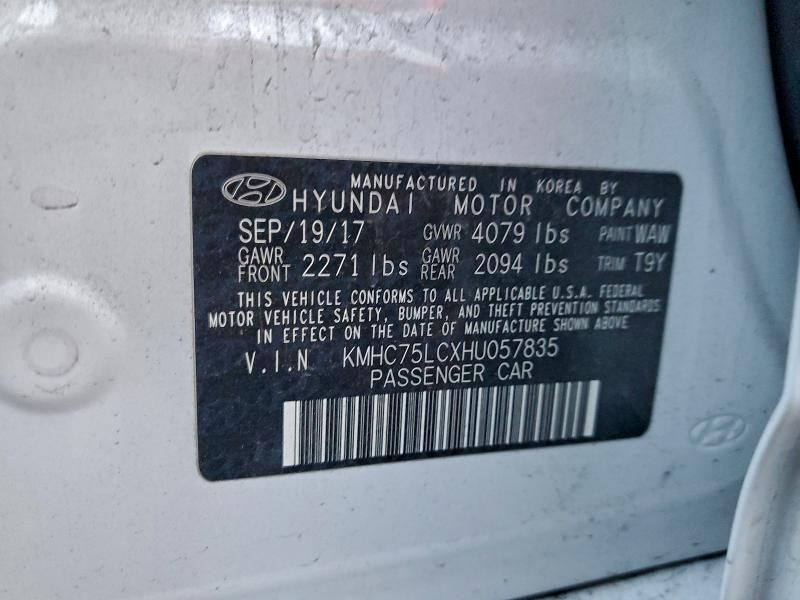 MANUFACTURED IN KOREA BY
HYUNDAI MOTOR COMPANY
SEP/19/17 GVWR 4079 lbs PAINT WAW
GAWR FRONT 2271 lbs GAWR REAR 2094 lbs TRIM T9Y
THIS VEHICLE CONFORMS TO ALL APPLICABLE U.S.A. FEDERAL
MOTOR VEHICLE SAFETY, BUMPER, AND THEFT PREVENTION STANDARDS
IN EFFECT ON THE DATE OF MANUFACTURE SHOWN ABOVE
V.I.N KMHC75LCXHU057835
PASSENGER CAR